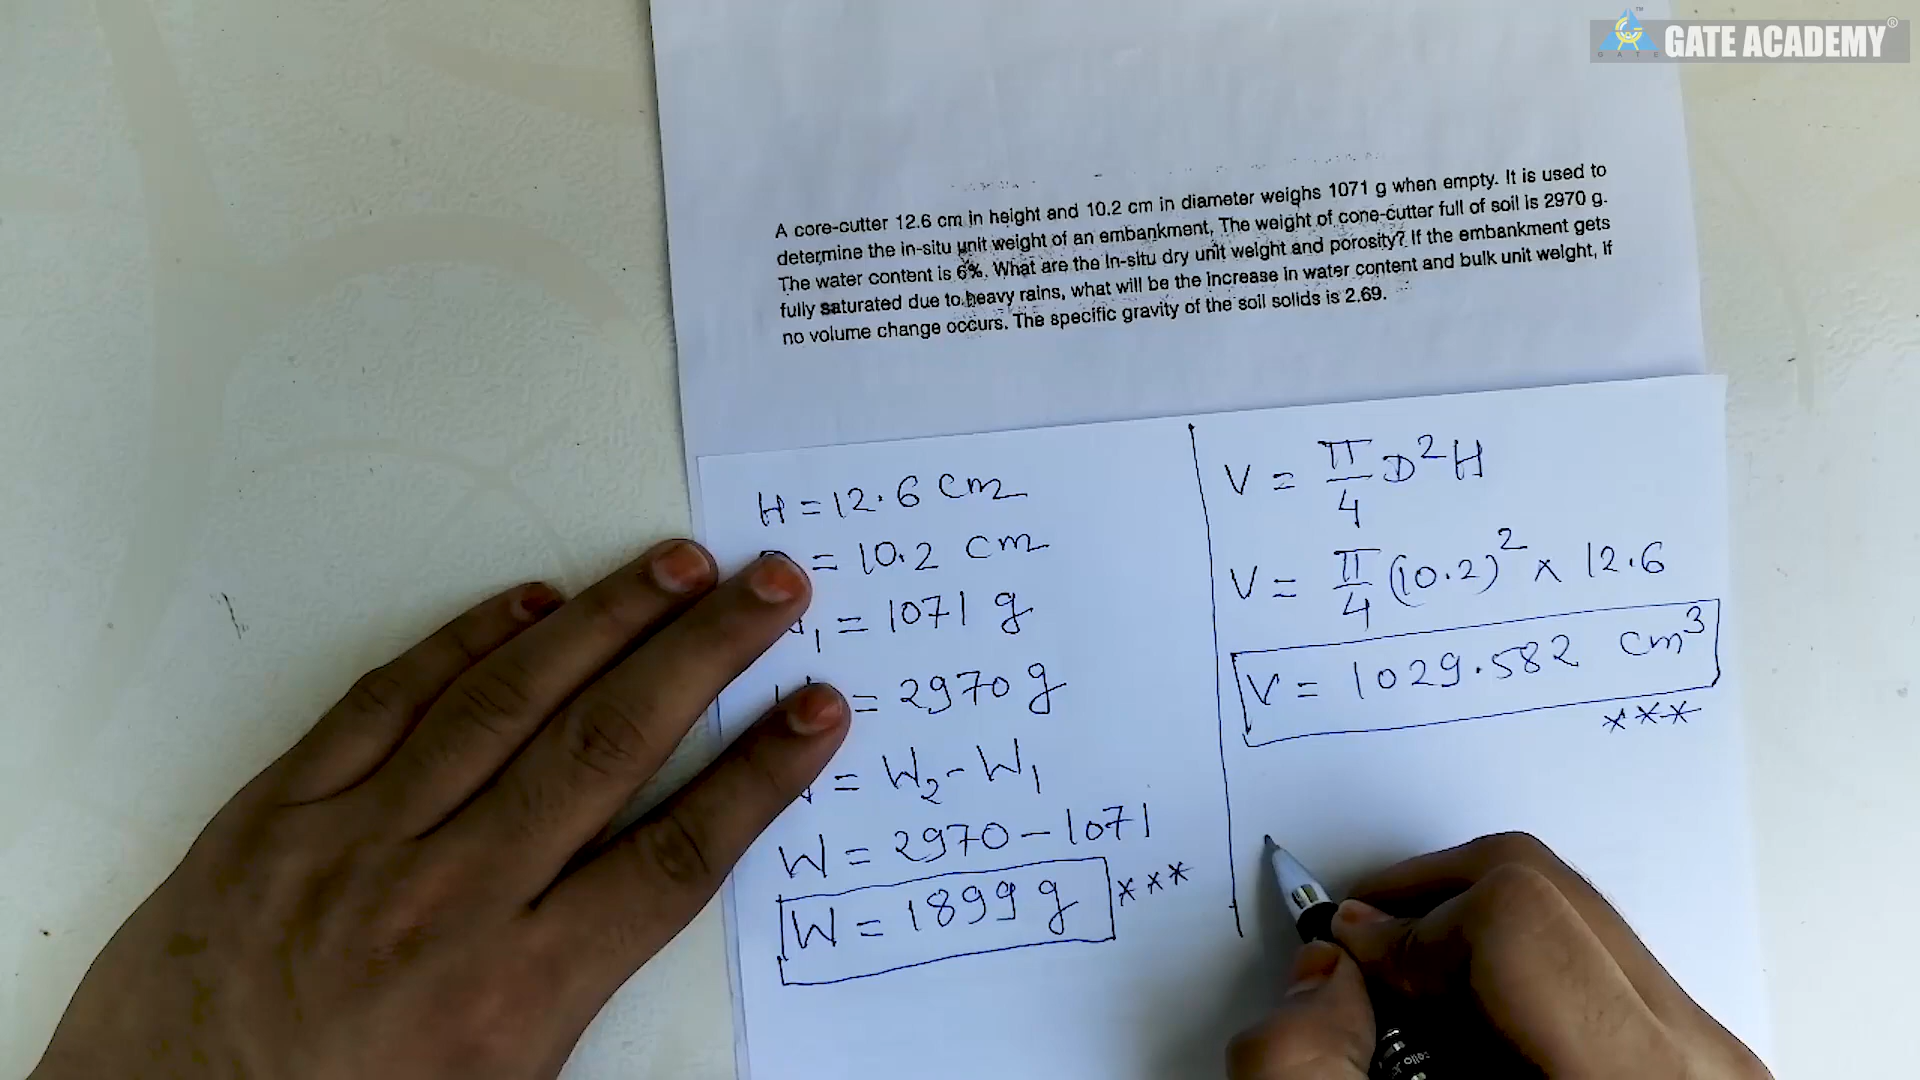 GATE ACADEMY
A core-cutter 12.6 cm in height and 10.2 cm in diameter weighs 1071 g when empty. It is used to
determine the in-situ unit weight of an embankment, The weight of cone-cutter full of soil is 2970 g.
The water content is 6%. What are the in-situ dry unit weight and porosity? If the embankment gets
fully saturated due to heavy rains, what will be the increase in water content and bulk unit weight, if
no volume change occurs. The specific gravity of the soil solids is 2.69.
H = 12.6 cm
= 10.2 cm
1 = 1071 g
= 2970 g
= W2 - W1
W = 2970 - 1071
W = 1899 g ***
V = π/4 D²H
V = π/4 (10.2)² × 12.6
V = 1029.582 cm³
***